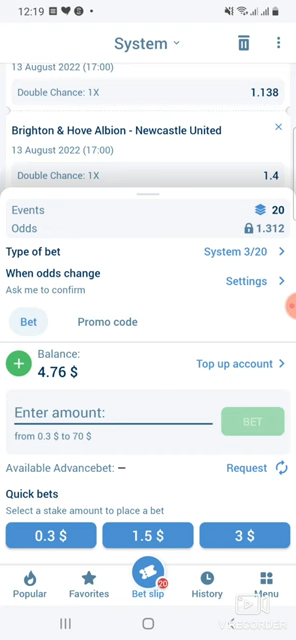 12:19
System
13 August 2022 (17:00)
Double Chance: 1X 1.138
Brighton & Hove Albion - Newcastle United
13 August 2022 (17:00)
Double Chance: 1X 1.4
Events 20
Odds 1.312
Type of bet System 3/20
When odds change
Ask me to confirm
Settings
Bet Promo code
Balance:
4.76 $
Top up account
Enter amount: BET
from 0.3 $ to 70 $
Available Advancebet: — Request
Quick bets
Select a stake amount to place a bet
0.3 $ 1.5 $ 3 $
20
Popular Favorites Bet slip History Menu
VRECORDER